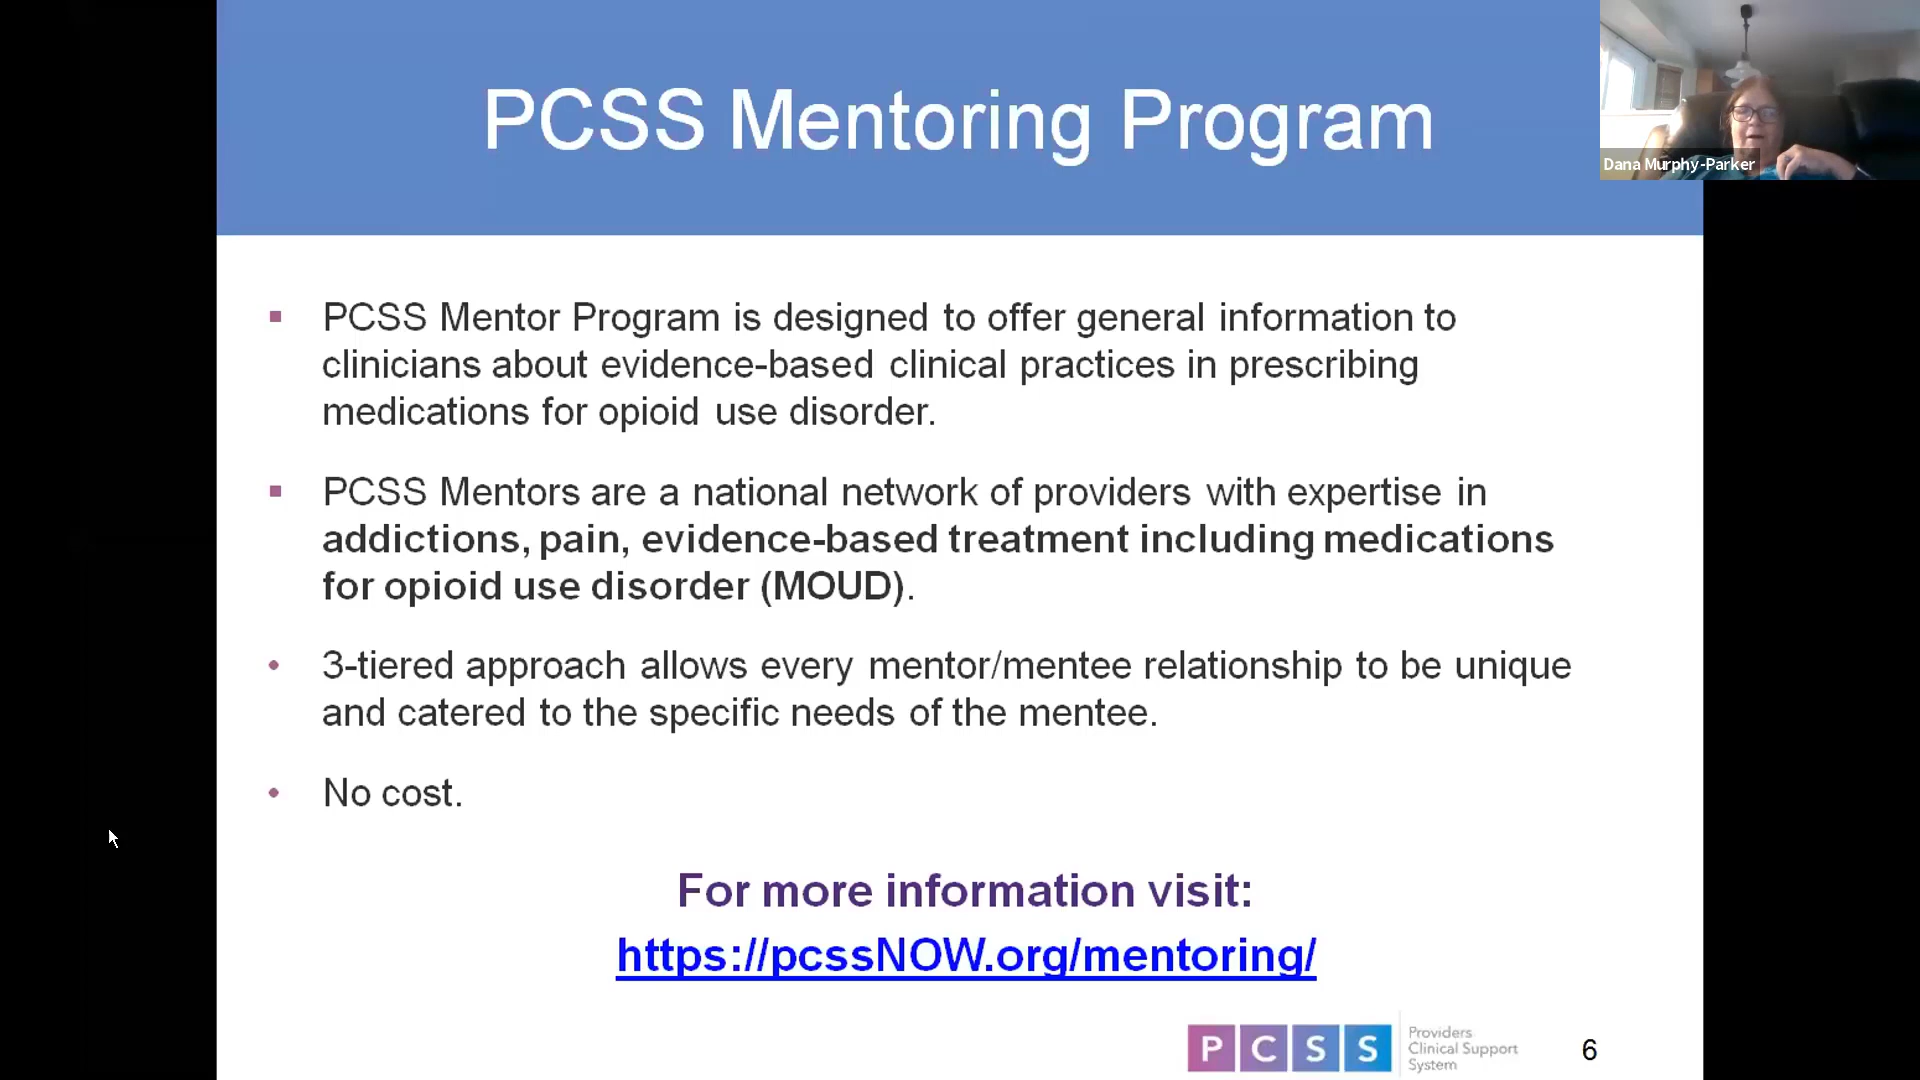 PCSS Mentoring Program
Dana Murphy-Parker
▪ PCSS Mentor Program is designed to offer general information to
clinicians about evidence-based clinical practices in prescribing
medications for opioid use disorder.
▪ PCSS Mentors are a national network of providers with expertise in
addictions, pain, evidence-based treatment including medications
for opioid use disorder (MOUD).
• 3-tiered approach allows every mentor/mentee relationship to be unique
and catered to the specific needs of the mentee.
• No cost.
For more information visit:
https://pcssNOW.org/mentoring/
PCSS
Providers
Clinical Support
System
6